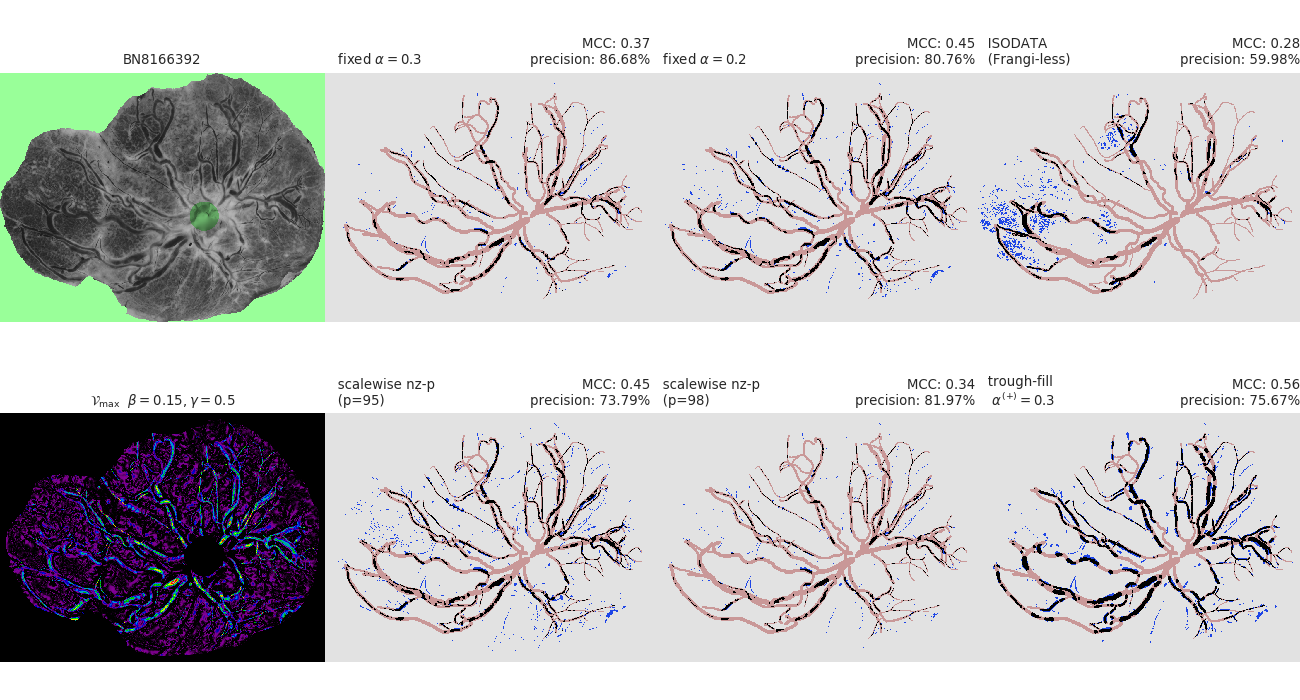 BN8166392
fixed α = 0.3
MCC: 0.37
precision: 86.68%
fixed α = 0.2
MCC: 0.45
precision: 80.76%
ISODATA
(Frangi-less)
MCC: 0.28
precision: 59.98%
𝒱max β = 0.15, γ = 0.5
scalewise nz-p
(p=95)
MCC: 0.45
precision: 73.79%
scalewise nz-p
(p=98)
MCC: 0.34
precision: 81.97%
trough-fill
α(+) = 0.3
MCC: 0.56
precision: 75.67%